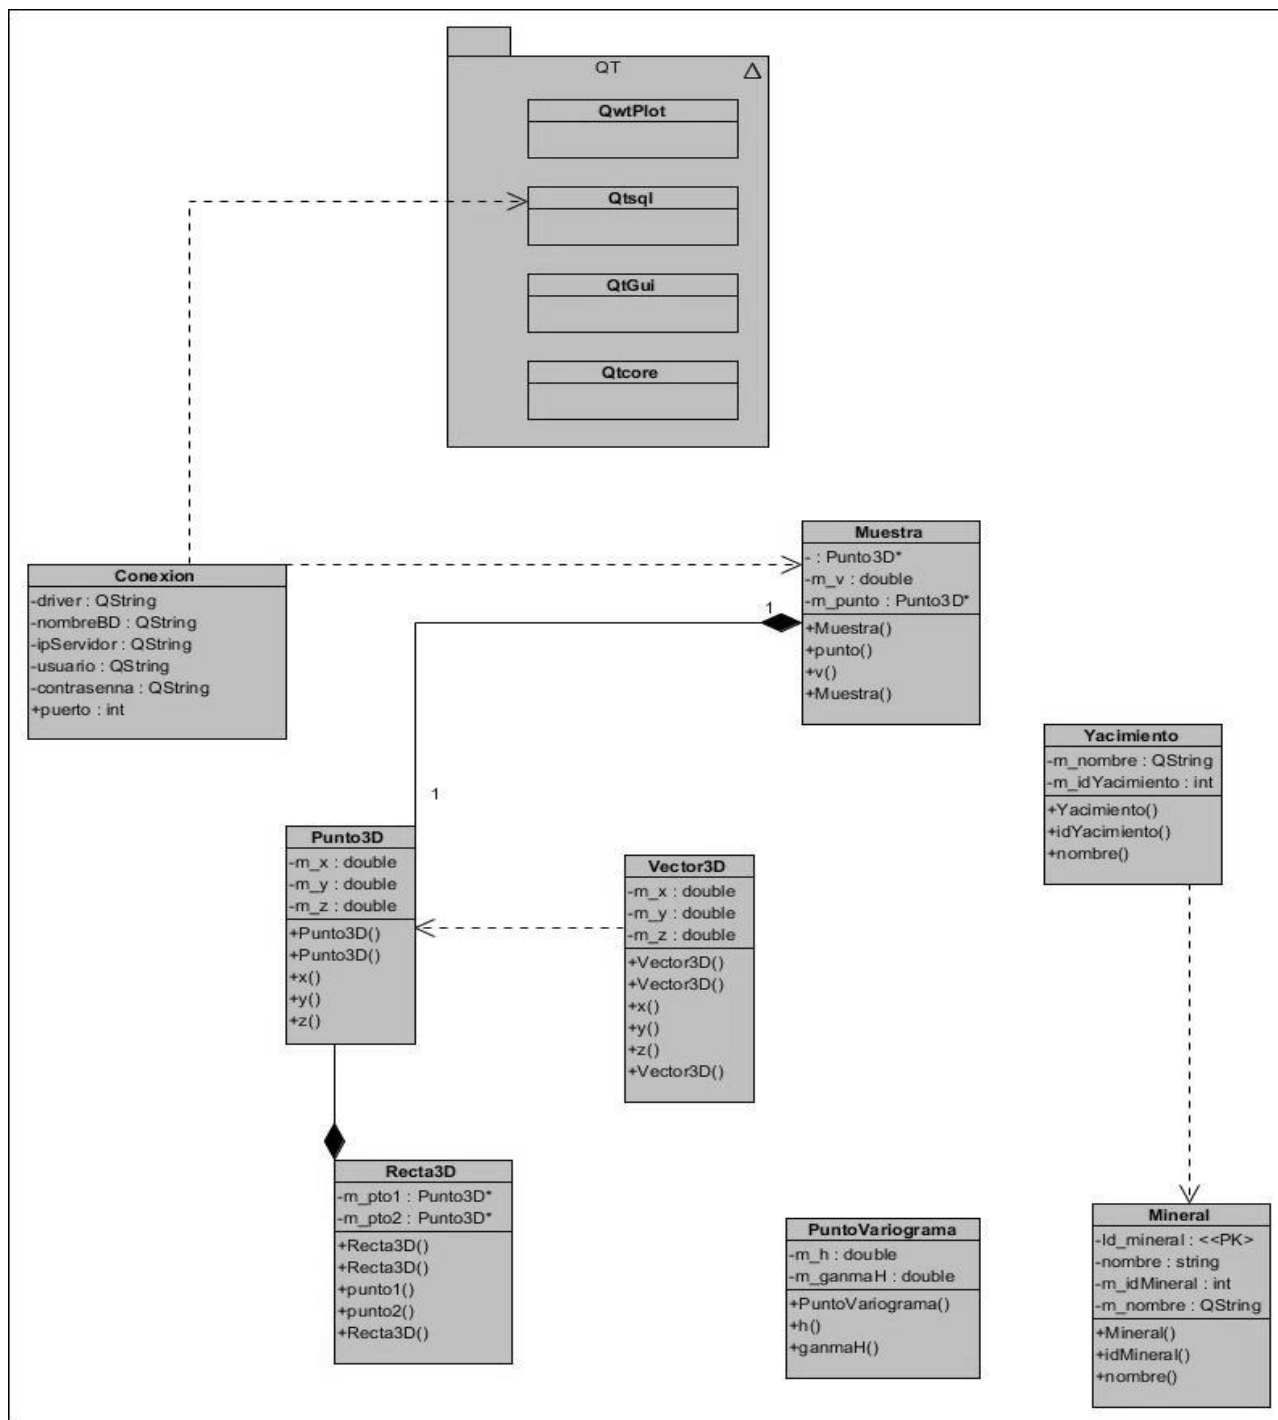 QT
QwtPlot
Qtsql
QtGui
Qtcore
Conexion
-driver : QString
-nombreBD : QString
-ipServidor : QString
-usuario : QString
-contrasenna : QString
+puerto : int
Muestra
- : Punto3D*
-m_v : double
-m_punto : Punto3D*
+Muestra()
+punto()
+v()
+Muestra()
1
1
Yacimiento
-m_nombre : QString
-m_idYacimiento : int
+Yacimiento()
+idYacimiento()
+nombre()
Punto3D
-m_x : double
-m_y : double
-m_z : double
+Punto3D()
+Punto3D()
+x()
+y()
+z()
Vector3D
-m_x : double
-m_y : double
-m_z : double
+Vector3D()
+Vector3D()
+x()
+y()
+z()
+Vector3D()
Recta3D
-m_pto1 : Punto3D*
-m_pto2 : Punto3D*
+Recta3D()
+Recta3D()
+punto1()
+punto2()
+Recta3D()
PuntoVariograma
-m_h : double
-m_ganmaH : double
+PuntoVariograma()
+h()
+ganmaH()
Mineral
-Id_mineral : <<PK>
-nombre : string
-m_idMineral : int
-m_nombre : QString
+Mineral()
+idMineral()
+nombre()